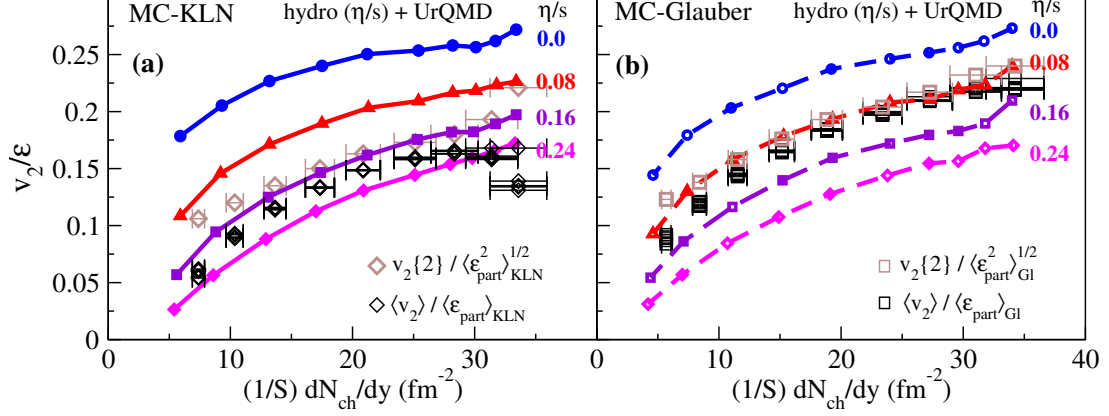 MC-KLN hydro (η/s) + UrQMD η/s
(a)
0.0
0.08
0.16
0.24
v₂{2} / ⟨ε²part⟩^1/2 KLN
⟨v₂⟩ / ⟨εpart⟩KLN
0.25
0.2
0.15
0.1
0.05
0
v₂/ε
0 10 20 30
(1/S) dNch/dy (fm⁻²)
MC-Glauber hydro (η/s) + UrQMD η/s
(b)
0.0
0.08
0.16
0.24
v₂{2} / ⟨ε²part⟩^1/2 Gl
⟨v₂⟩ / ⟨εpart⟩Gl
0 10 20 30 40
(1/S) dNch/dy (fm⁻²)